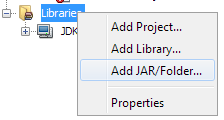 Libraries
JDK
Add Project...
Add Library...
Add JAR/Folder...
Properties